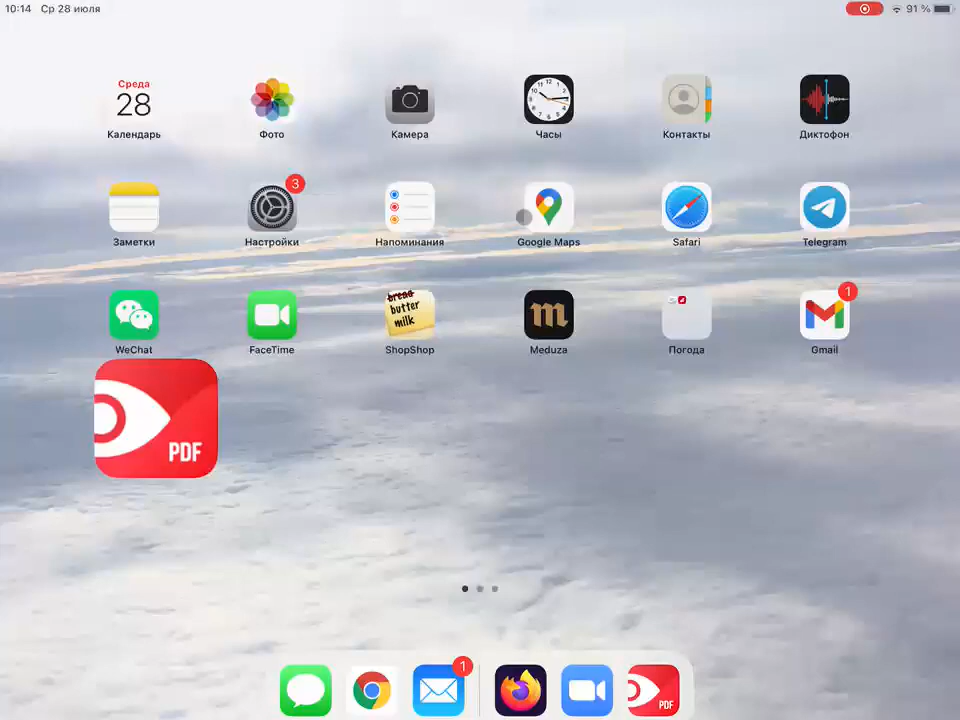 10:14 Ср 28 июля
91 %
Среда
28
Календарь
Фото
Камера
Часы
Контакты
Диктофон
3
Заметки
Настройки
Напоминания
Google Maps
Safari
Telegram
bread
butter
milk
m
1
WeChat
FaceTime
ShopShop
Meduza
Погода
Gmail
PDF
1
PDF